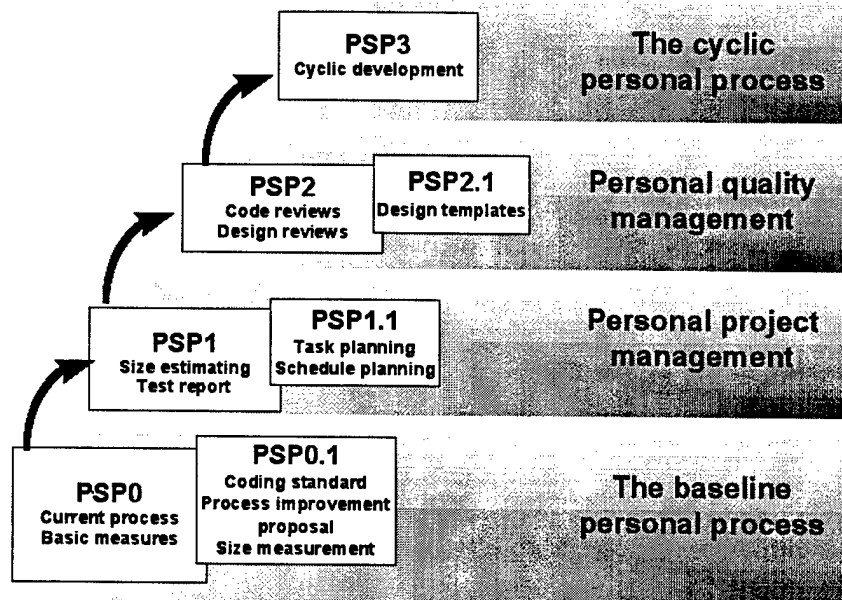 PSP3
Cyclic development
The cyclic
personal process
PSP2
Code reviews
Design reviews
PSP2.1
Design templates
Personal quality
management
PSP1
Size estimating
Test report
PSP1.1
Task planning
Schedule planning
Personal project
management
PSP0
Current process
Basic measures
PSP0.1
Coding standard
Process improvement
proposal
Size measurement
The baseline
personal process